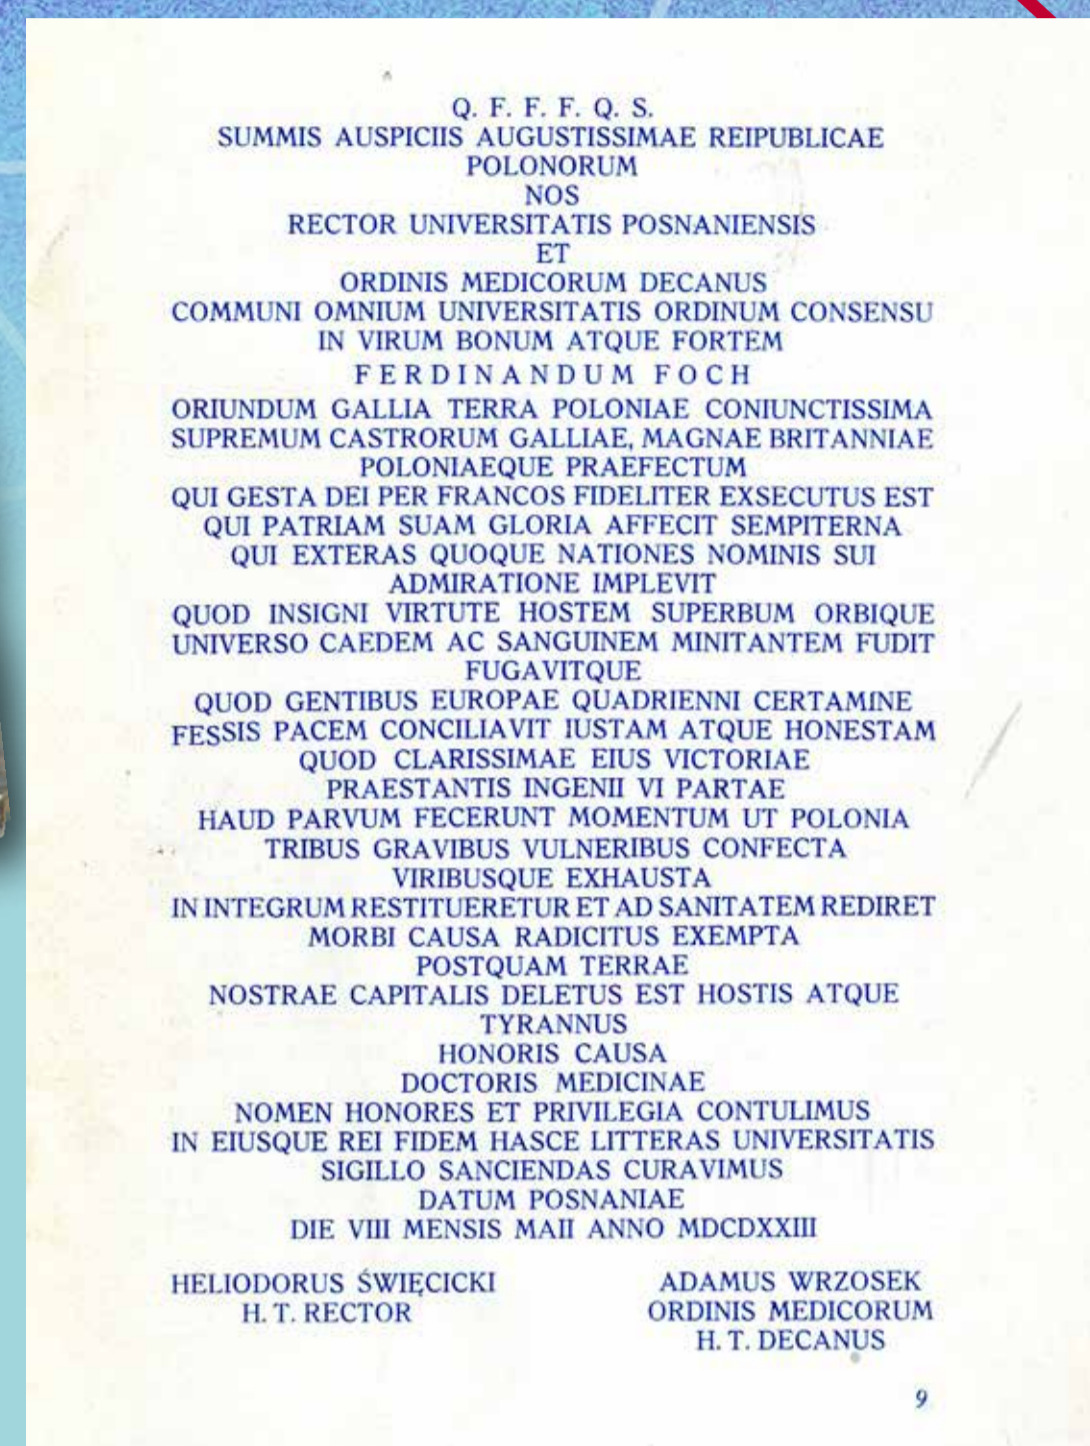 Q. F. F. F. Q. S.
SUMMIS AUSPICIIS AUGUSTISSIMAE REIPUBLICAE
POLONORUM
NOS
RECTOR UNIVERSITATIS POSNANIENSIS
ET
ORDINIS MEDICORUM DECANUS
COMMUNI OMNIUM UNIVERSITATIS ORDINUM CONSENSU
IN VIRUM BONUM ATQUE FORTEM
FERDINANDUM FOCH
ORIUNDUM GALLIA TERRA POLONIAE CONIUNCTISSIMA
SUPREMUM CASTRORUM GALLIAE, MAGNAE BRITANNIAE
POLONIAEQUE PRAEFECTUM
QUI GESTA DEI PER FRANCOS FIDELITER EXSECUTUS EST
QUI PATRIAM SUAM GLORIA AFFECIT SEMPITERNA
QUI EXTERAS QUOQUE NATIONES NOMINIS SUI
ADMIRATIONE IMPLEVIT
QUOD INSIGNI VIRTUTE HOSTEM SUPERBUM ORBIQUE
UNIVERSO CAEDEM AC SANGUINEM MINITANTEM FUDIT
FUGAVITQUE
QUOD GENTIBUS EUROPAE QUADRIENNI CERTAMINE
FESSIS PACEM CONCILIAVIT IUSTAM ATQUE HONESTAM
QUOD CLARISSIMAE EIUS VICTORIAE
PRAESTANTIS INGENII VI PARTAE
HAUD PARVUM FECERUNT MOMENTUM UT POLONIA
TRIBUS GRAVIBUS VULNERIBUS CONFECTA
VIRIBUSQUE EXHAUSTA
IN INTEGRUM RESTITUERETUR ET AD SANITATEM REDIRET
MORBI CAUSA RADICITUS EXEMPTA
POSTQUAM TERRAE
NOSTRAE CAPITALIS DELETUS EST HOSTIS ATQUE
TYRANNUS
HONORIS CAUSA
DOCTORIS MEDICINAE
NOMEN HONORES ET PRIVILEGIA CONTULIMUS
IN EIUSQUE REI FIDEM HASCE LITTERAS UNIVERSITATIS
SIGILLO SANCIENDAS CURAVIMUS
DATUM POSNANIAE
DIE VIII MENSIS MAII ANNO MDCDXXIII
HELIODORUS ŚWIĘCICKI
H. T. RECTOR
ADAMUS WRZOSEK
ORDINIS MEDICORUM
H. T. DECANUS
9